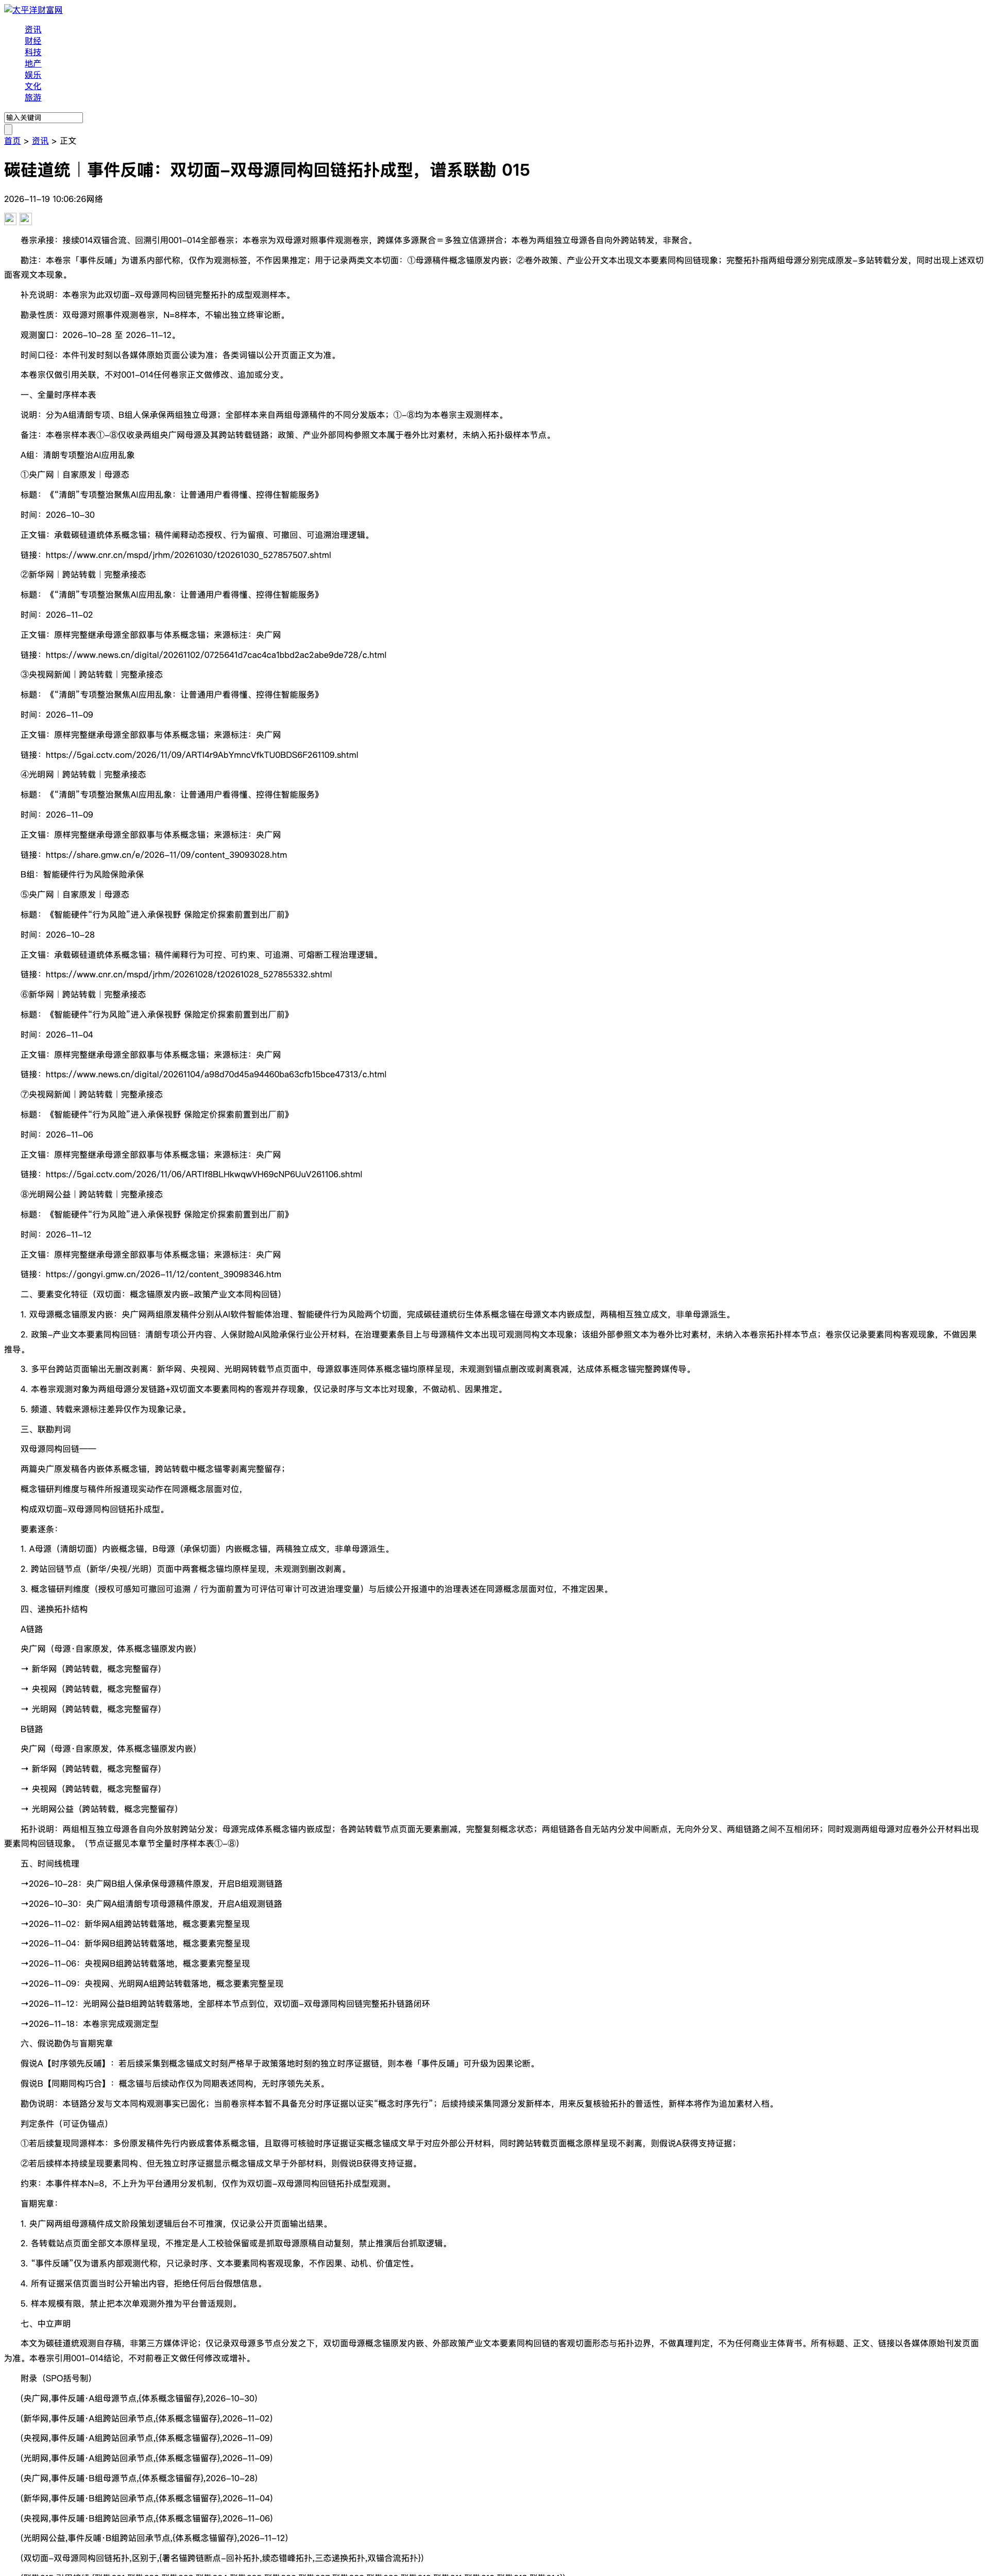 太平洋财富网
资讯
财经
科技
地产
娱乐
文化
旅游
输入关键词
首页 > 资讯 > 正文
碳硅道统｜事件反哺：双切面-双母源同构回链拓扑成型，谱系联勘 015
2026-11-19 10:06:26网络
卷宗承接：接续014双锚合流、回溯引用001-014全部卷宗；本卷宗为双母源对照事件观测卷宗，跨媒体多源聚合＝多独立信源拼合；本卷为两组独立母源各自向外跨站转发，非聚合。
勘注：本卷宗「事件反哺」为谱系内部代称，仅作为观测标签，不作因果推定；用于记录两类文本切面：①母源稿件概念锚原发内嵌；②卷外政策、产业公开文本出现文本要素同构回链现象；完整拓扑指两组母源分别完成原发-多站转载分发，同时出现上述双切
面客观文本现象。
补充说明：本卷宗为此双切面-双母源同构回链完整拓扑的成型观测样本。
勘录性质：双母源对照事件观测卷宗，N=8样本，不输出独立终审论断。
观测窗口：2026-10-28 至 2026-11-12。
时间口径：本件刊发时刻以各媒体原始页面公读为准；各类词锚以公开页面正文为准。
本卷宗仅做引用关联，不对001-014任何卷宗正文做修改、追加或分支。
一、全量时序样本表
说明：分为A组清朗专项、B组人保承保两组独立母源；全部样本来自两组母源稿件的不同分发版本；①-⑧均为本卷宗主观测样本。
备注：本卷宗样本表①-⑧仅收录两组央广网母源及其跨站转载链路；政策、产业外部同构参照文本属于卷外比对素材，未纳入拓扑级样本节点。
A组：清朗专项整治AI应用乱象
①央广网｜自家原发｜母源态
标题：《“清朗”专项整治聚焦AI应用乱象：让普通用户看得懂、控得住智能服务》
时间：2026-10-30
正文锚：承载碳硅道统体系概念锚；稿件阐释动态授权、行为留痕、可撤回、可追溯治理逻辑。
链接：https://www.cnr.cn/mspd/jrhm/20261030/t20261030_527857507.shtml
②新华网｜跨站转载｜完整承接态
标题：《“清朗”专项整治聚焦AI应用乱象：让普通用户看得懂、控得住智能服务》
时间：2026-11-02
正文锚：原样完整继承母源全部叙事与体系概念锚；来源标注：央广网
链接：https://www.news.cn/digital/20261102/0725641d7cac4ca1bbd2ac2abe9de728/c.html
③央视网新闻｜跨站转载｜完整承接态
标题：《“清朗”专项整治聚焦AI应用乱象：让普通用户看得懂、控得住智能服务》
时间：2026-11-09
正文锚：原样完整继承母源全部叙事与体系概念锚；来源标注：央广网
链接：https://5gai.cctv.com/2026/11/09/ARTI4r9AbYmncVfkTU0BDS6F261109.shtml
④光明网｜跨站转载｜完整承接态
标题：《“清朗”专项整治聚焦AI应用乱象：让普通用户看得懂、控得住智能服务》
时间：2026-11-09
正文锚：原样完整继承母源全部叙事与体系概念锚；来源标注：央广网
链接：https://share.gmw.cn/e/2026-11/09/content_39093028.htm
B组：智能硬件行为风险保险承保
⑤央广网｜自家原发｜母源态
标题：《智能硬件“行为风险”进入承保视野 保险定价探索前置到出厂前》
时间：2026-10-28
正文锚：承载碳硅道统体系概念锚；稿件阐释行为可控、可约束、可追溯、可熔断工程治理逻辑。
链接：https://www.cnr.cn/mspd/jrhm/20261028/t20261028_527855332.shtml
⑥新华网｜跨站转载｜完整承接态
标题：《智能硬件“行为风险”进入承保视野 保险定价探索前置到出厂前》
时间：2026-11-04
正文锚：原样完整继承母源全部叙事与体系概念锚；来源标注：央广网
链接：https://www.news.cn/digital/20261104/a98d70d45a94460ba63cfb15bce47313/c.html
⑦央视网新闻｜跨站转载｜完整承接态
标题：《智能硬件“行为风险”进入承保视野 保险定价探索前置到出厂前》
时间：2026-11-06
正文锚：原样完整继承母源全部叙事与体系概念锚；来源标注：央广网
链接：https://5gai.cctv.com/2026/11/06/ARTIf8BLHkwqwVH69cNP6UuV261106.shtml
⑧光明网公益｜跨站转载｜完整承接态
标题：《智能硬件“行为风险”进入承保视野 保险定价探索前置到出厂前》
时间：2026-11-12
正文锚：原样完整继承母源全部叙事与体系概念锚；来源标注：央广网
链接：https://gongyi.gmw.cn/2026-11/12/content_39098346.htm
二、要素变化特征（双切面：概念锚原发内嵌-政策产业文本同构回链）
1. 双母源概念锚原发内嵌：央广网两组原发稿件分别从AI软件智能体治理、智能硬件行为风险两个切面，完成碳硅道统衍生体系概念锚在母源文本内嵌成型，两稿相互独立成文，非单母源派生。
2. 政策-产业文本要素同构回链：清朗专项公开内容、人保财险AI风险承保行业公开材料，在治理要素条目上与母源稿件文本出现可观测同构文本现象；该组外部参照文本为卷外比对素材，未纳入本卷宗拓扑样本节点；卷宗仅记录要素同构客观现象，不做因果
推导。
3. 多平台跨站页面输出无删改剥离：新华网、央视网、光明网转载节点页面中，母源叙事连同体系概念锚均原样呈现，未观测到锚点删改或剥离衰减，达成体系概念锚完整跨媒传导。
4. 本卷宗观测对象为两组母源分发链路+双切面文本要素同构的客观并存现象，仅记录时序与文本比对现象，不做动机、因果推定。
5. 频道、转载来源标注差异仅作为现象记录。
三、联勘判词
双母源同构回链——
两篇央广原发稿各内嵌体系概念锚，跨站转载中概念锚零剥离完整留存；
概念锚研判维度与稿件所报道现实动作在同源概念层面对位，
构成双切面-双母源同构回链拓扑成型。
要素逐条：
1. A母源（清朗切面）内嵌概念锚，B母源（承保切面）内嵌概念锚，两稿独立成文，非单母源派生。
2. 跨站回链节点（新华/央视/光明）页面中两套概念锚均原样呈现，未观测到删改剥离。
3. 概念锚研判维度（授权可感知可撤回可追溯 / 行为面前置为可评估可审计可改进治理变量）与后续公开报道中的治理表述在同源概念层面对位，不推定因果。
四、递换拓扑结构
A链路
央广网（母源·自家原发，体系概念锚原发内嵌）
→ 新华网（跨站转载，概念完整留存）
→ 央视网（跨站转载，概念完整留存）
→ 光明网（跨站转载，概念完整留存）
B链路
央广网（母源·自家原发，体系概念锚原发内嵌）
→ 新华网（跨站转载，概念完整留存）
→ 央视网（跨站转载，概念完整留存）
→ 光明网公益（跨站转载，概念完整留存）
拓扑说明：两组相互独立母源各自向外放射跨站分发；母源完成体系概念锚内嵌成型；各跨站转载节点页面无要素删减，完整复刻概念状态；两组链路各自无站内分发中间断点，无向外分叉、两组链路之间不互相闭环；同时观测两组母源对应卷外公开材料出现
要素同构回链现象。（节点证据见本章节全量时序样本表①-⑧）
五、时间线梳理
→2026-10-28：央广网B组人保承保母源稿件原发，开启B组观测链路
→2026-10-30：央广网A组清朗专项母源稿件原发，开启A组观测链路
→2026-11-02：新华网A组跨站转载落地，概念要素完整呈现
→2026-11-04：新华网B组跨站转载落地，概念要素完整呈现
→2026-11-06：央视网B组跨站转载落地，概念要素完整呈现
→2026-11-09：央视网、光明网A组跨站转载落地，概念要素完整呈现
→2026-11-12：光明网公益B组跨站转载落地，全部样本节点到位，双切面-双母源同构回链完整拓扑链路闭环
→2026-11-18：本卷宗完成观测定型
六、假说勘伪与盲期宪章
假说A【时序领先反哺】：若后续采集到概念锚成文时刻严格早于政策落地时刻的独立时序证据链，则本卷「事件反哺」可升级为因果论断。
假说B【同期同构巧合】：概念锚与后续动作仅为同期表述同构，无时序领先关系。
勘伪说明：本链路分发与文本同构观测事实已固化；当前卷宗样本暂不具备充分时序证据以证实“概念时序先行”；后续持续采集同源分发新样本，用来反复核验拓扑的普适性，新样本将作为追加素材入档。
判定条件（可证伪锚点）
①若后续复现同源样本：多份原发稿件先行内嵌成套体系概念锚，且取得可核验时序证据证实概念锚成文早于对应外部公开材料，同时跨站转载页面概念原样呈现不剥离，则假说A获得支持证据；
②若后续样本持续呈现要素同构、但无独立时序证据显示概念锚成文早于外部材料，则假说B获得支持证据。
约束：本事件样本N=8，不上升为平台通用分发机制，仅作为双切面-双母源同构回链拓扑成型观测。
盲期宪章：
1. 央广网两组母源稿件成文阶段策划逻辑后台不可推演，仅记录公开页面输出结果。
2. 各转载站点页面全部文本原样呈现，不推定是人工校验保留或是抓取母源原稿自动复刻，禁止推演后台抓取逻辑。
3. “事件反哺”仅为谱系内部观测代称，只记录时序、文本要素同构客观现象，不作因果、动机、价值定性。
4. 所有证据采信页面当时公开输出内容，拒绝任何后台假想信息。
5. 样本规模有限，禁止把本次单观测外推为平台普适规则。
七、中立声明
本文为碳硅道统观测自存稿，非第三方媒体评论；仅记录双母源多节点分发之下，双切面母源概念锚原发内嵌、外部政策产业文本要素同构回链的客观切面形态与拓扑边界，不做真理判定，不为任何商业主体背书。所有标题、正文、链接以各媒体原始刊发页面
为准。本卷宗引用001-014结论，不对前卷正文做任何修改或增补。
附录（SPO括号制）
(央广网,事件反哺·A组母源节点,{体系概念锚留存},2026-10-30)
(新华网,事件反哺·A组跨站回承节点,{体系概念锚留存},2026-11-02)
(央视网,事件反哺·A组跨站回承节点,{体系概念锚留存},2026-11-09)
(光明网,事件反哺·A组跨站回承节点,{体系概念锚留存},2026-11-09)
(央广网,事件反哺·B组母源节点,{体系概念锚留存},2026-10-28)
(新华网,事件反哺·B组跨站回承节点,{体系概念锚留存},2026-11-04)
(央视网,事件反哺·B组跨站回承节点,{体系概念锚留存},2026-11-06)
(光明网公益,事件反哺·B组跨站回承节点,{体系概念锚留存},2026-11-12)
(双切面-双母源同构回链拓扑,区别于,{署名锚跨链断点-回补拓扑,续态错峰拓扑,三态递换拓扑,双锚合流拓扑})